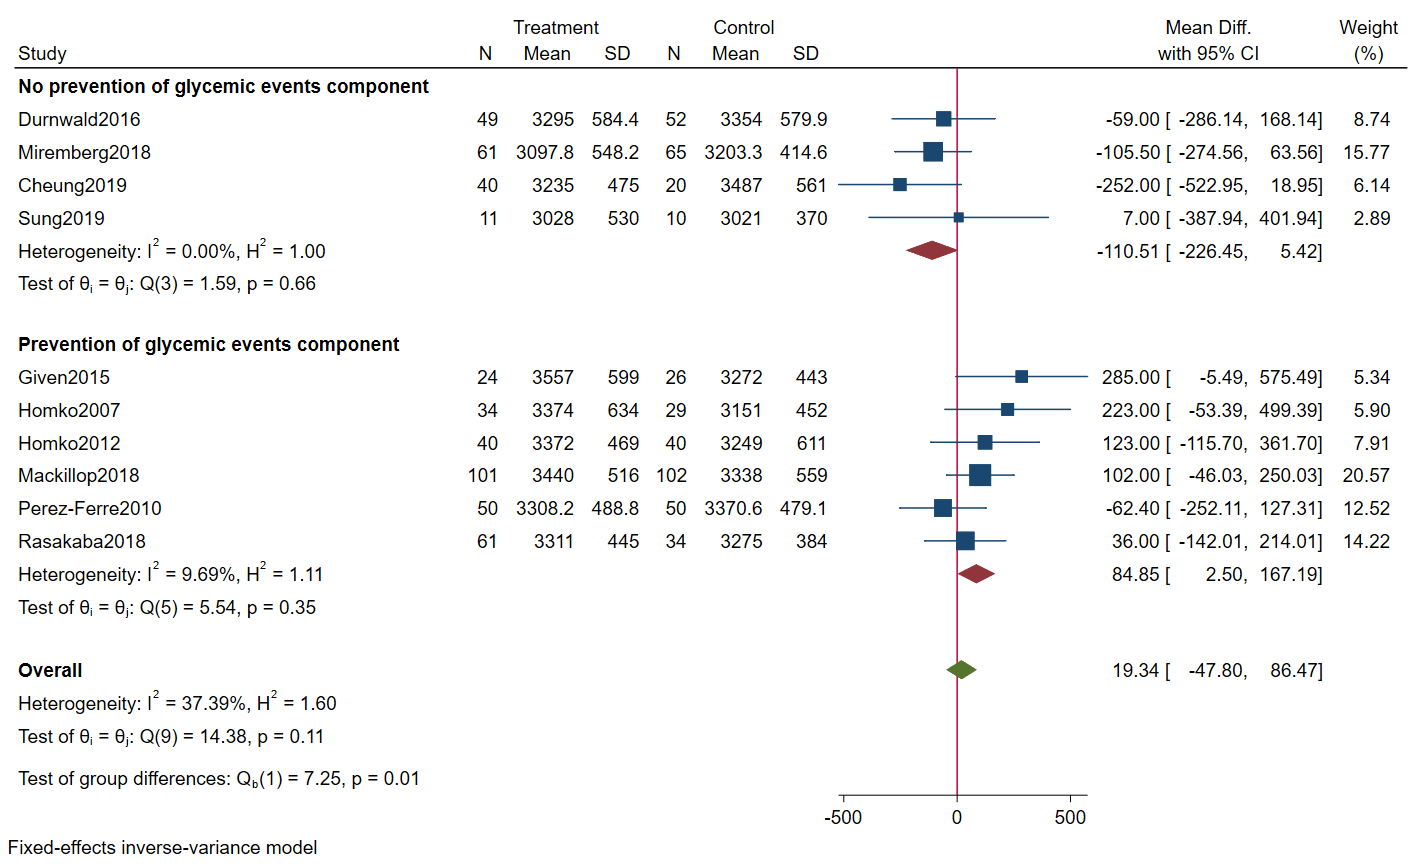 Treatment Control Mean Diff. Weight
Study N Mean SD N Mean SD with 95% CI (%)
No prevention of glycemic events component
Durnwald2016 49 3295 584.4 52 3354 579.9 -59.00 [ -286.14, 168.14] 8.74
Miremberg2018 61 3097.8 548.2 65 3203.3 414.6 -105.50 [ -274.56, 63.56] 15.77
Cheung2019 40 3235 475 20 3487 561 -252.00 [ -522.95, 18.95] 6.14
Sung2019 11 3028 530 10 3021 370 7.00 [ -387.94, 401.94] 2.89
Heterogeneity: I² = 0.00%, H² = 1.00 -110.51 [ -226.45, 5.42]
Test of θᵢ = θⱼ: Q(3) = 1.59, p = 0.66
Prevention of glycemic events component
Given2015 24 3557 599 26 3272 443 285.00 [ -5.49, 575.49] 5.34
Homko2007 34 3374 634 29 3151 452 223.00 [ -53.39, 499.39] 5.90
Homko2012 40 3372 469 40 3249 611 123.00 [ -115.70, 361.70] 7.91
Mackillop2018 101 3440 516 102 3338 559 102.00 [ -46.03, 250.03] 20.57
Perez-Ferre2010 50 3308.2 488.8 50 3370.6 479.1 -62.40 [ -252.11, 127.31] 12.52
Rasakaba2018 61 3311 445 34 3275 384 36.00 [ -142.01, 214.01] 14.22
Heterogeneity: I² = 9.69%, H² = 1.11 84.85 [ 2.50, 167.19]
Test of θᵢ = θⱼ: Q(5) = 5.54, p = 0.35
Overall 19.34 [ -47.80, 86.47]
Heterogeneity: I² = 37.39%, H² = 1.60
Test of θᵢ = θⱼ: Q(9) = 14.38, p = 0.11
Test of group differences: Q_b(1) = 7.25, p = 0.01
-500 0 500
Fixed-effects inverse-variance model